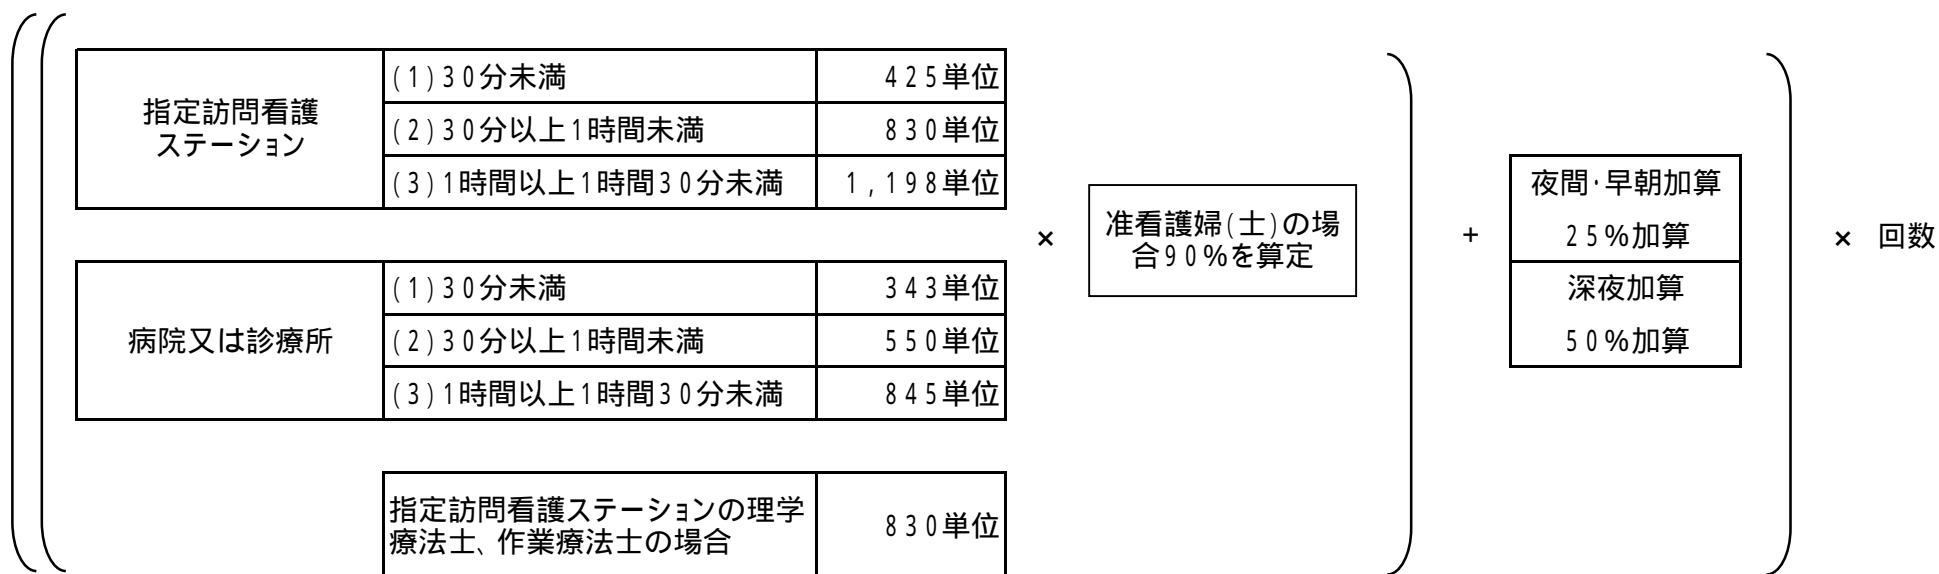 指定訪問看護
ステーション
(1)30分未満 425単位
(2)30分以上1時間未満 830単位
(3)1時間以上1時間30分未満 1,198単位
病院又は診療所
(1)30分未満 343単位
(2)30分以上1時間未満 550単位
(3)1時間以上1時間30分未満 845単位
指定訪問看護ステーションの理学
療法士、作業療法士の場合
830単位
×
准看護婦(士)の場
合90%を算定
+
夜間・早朝加算
25%加算
深夜加算
50%加算
× 回数